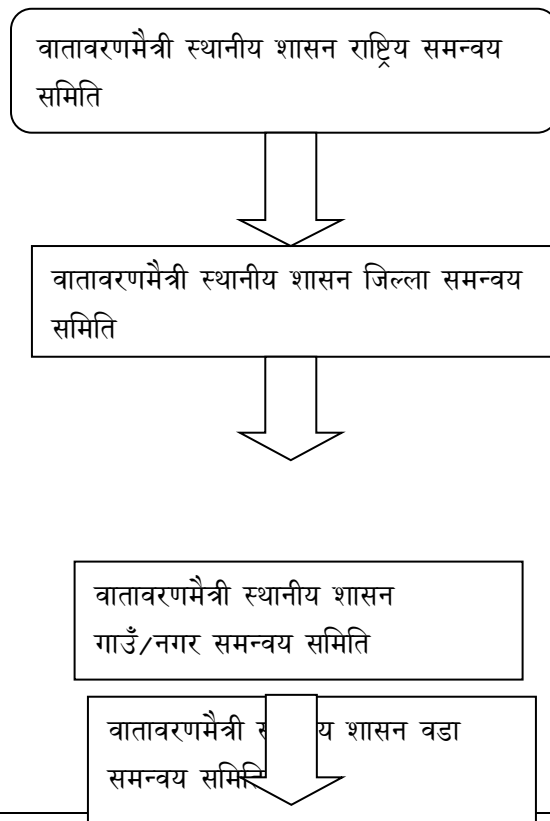 वातावरणमैत्री स्थानीय शासन राष्ट्रिय समन्वय
समिति
वातावरणमैत्री स्थानीय शासन जिल्ला समन्वय
समिति
वातावरणमैत्री स्थानीय शासन
गाउँ/नगर समन्वय समिति
वातावरणमैत्री शासन वडा
समन्वय